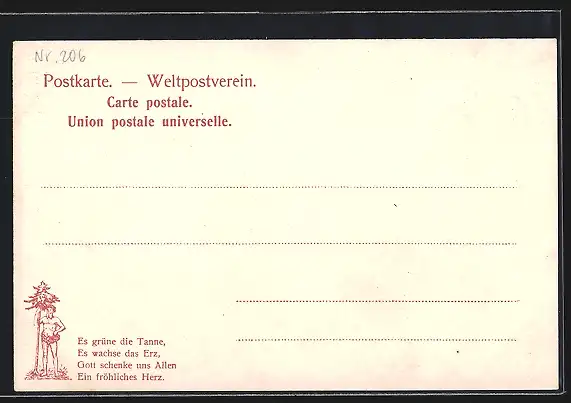 Nr. 206
Postkarte. — Weltpostverein.
Carte postale.
Union postale universelle.
Es grüne die Tanne,
Es wachse das Erz,
Gott schenke uns Allen
Ein fröhliches Herz.